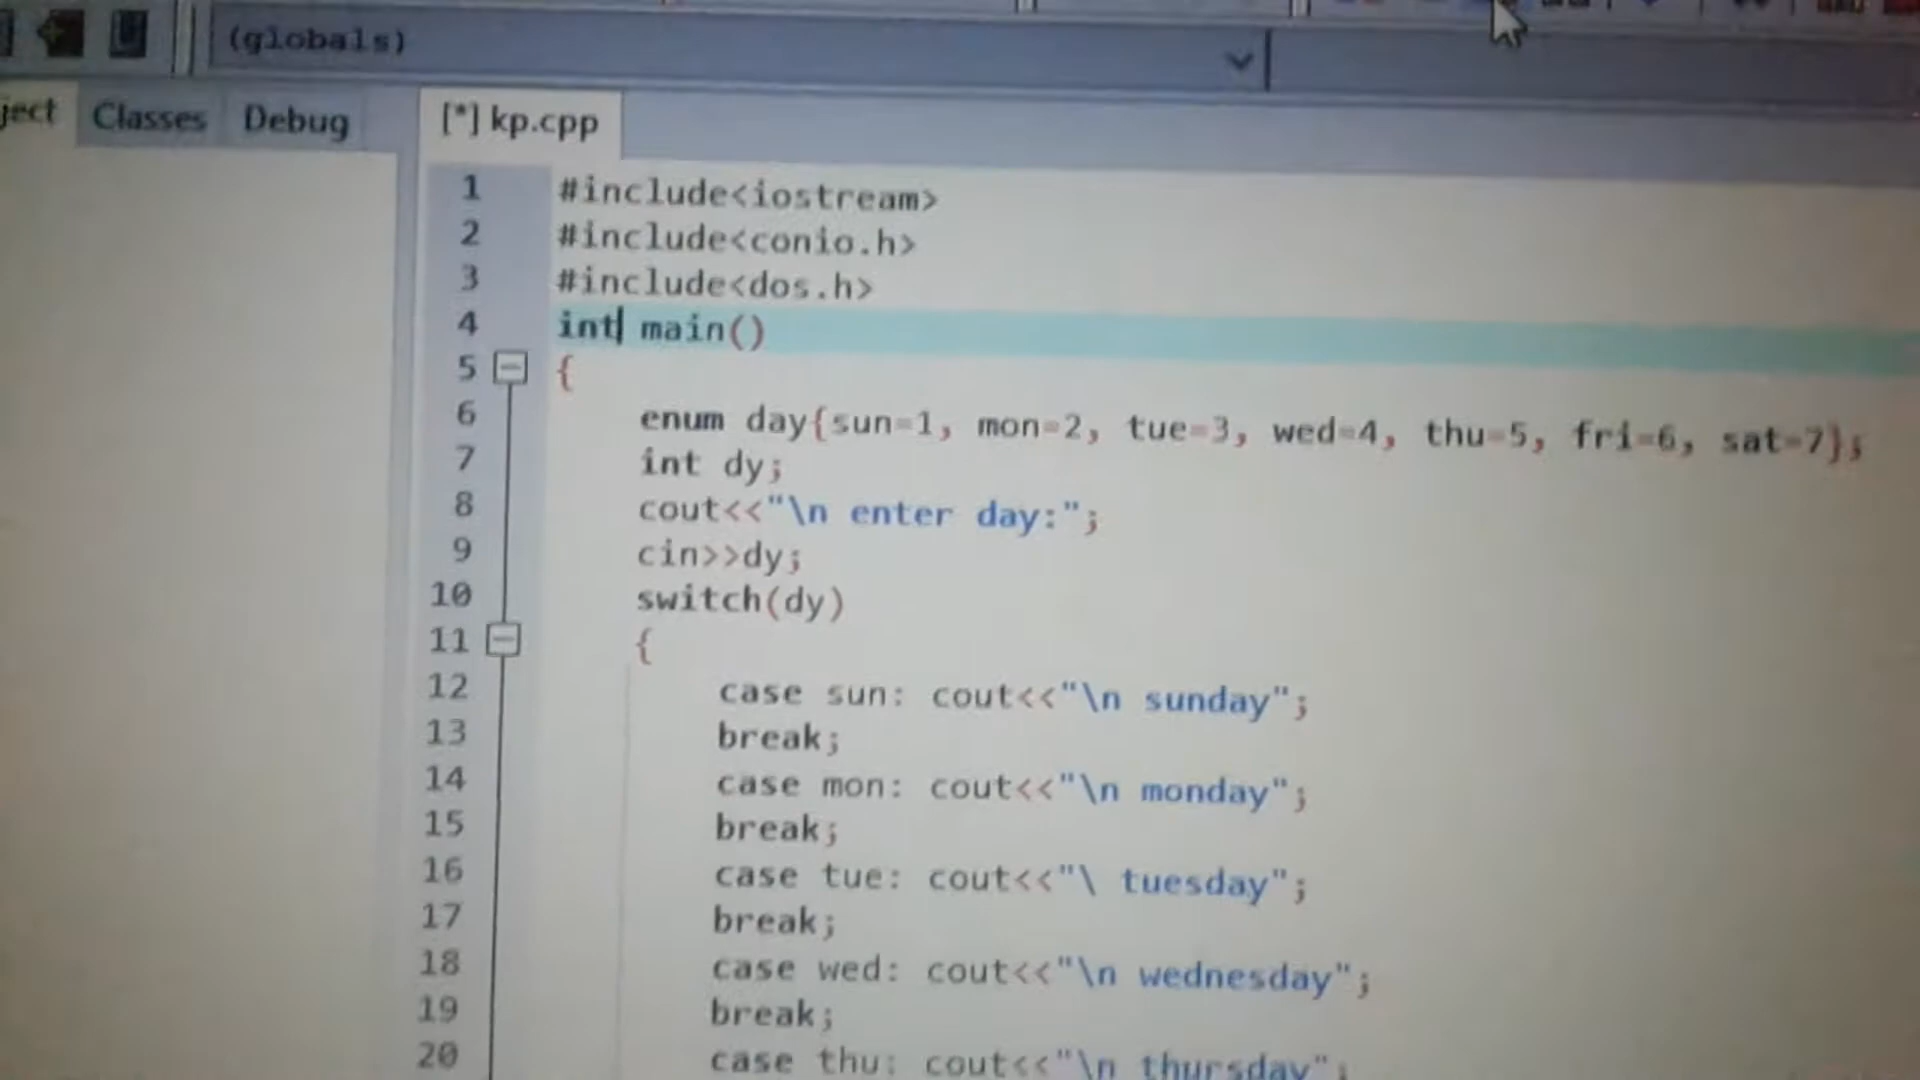 (globals)
ject Classes Debug [*] kp.cpp
1 #include<iostream>
2 #include<conio.h>
3 #include<dos.h>
4 int main()
5 {
6 enum day{sun=1, mon=2, tue=3, wed=4, thu=5, fri=6, sat=7};
7 int dy;
8 cout<<"\n enter day:";
9 cin>>dy;
10 switch(dy)
11 {
12 case sun: cout<<"\n sunday";
13 break;
14 case mon: cout<<"\n monday";
15 break;
16 case tue: cout<<"\ tuesday";
17 break;
18 case wed: cout<<"\n wednesday";
19 break;
20 case thu: cout<<"\n thursday";